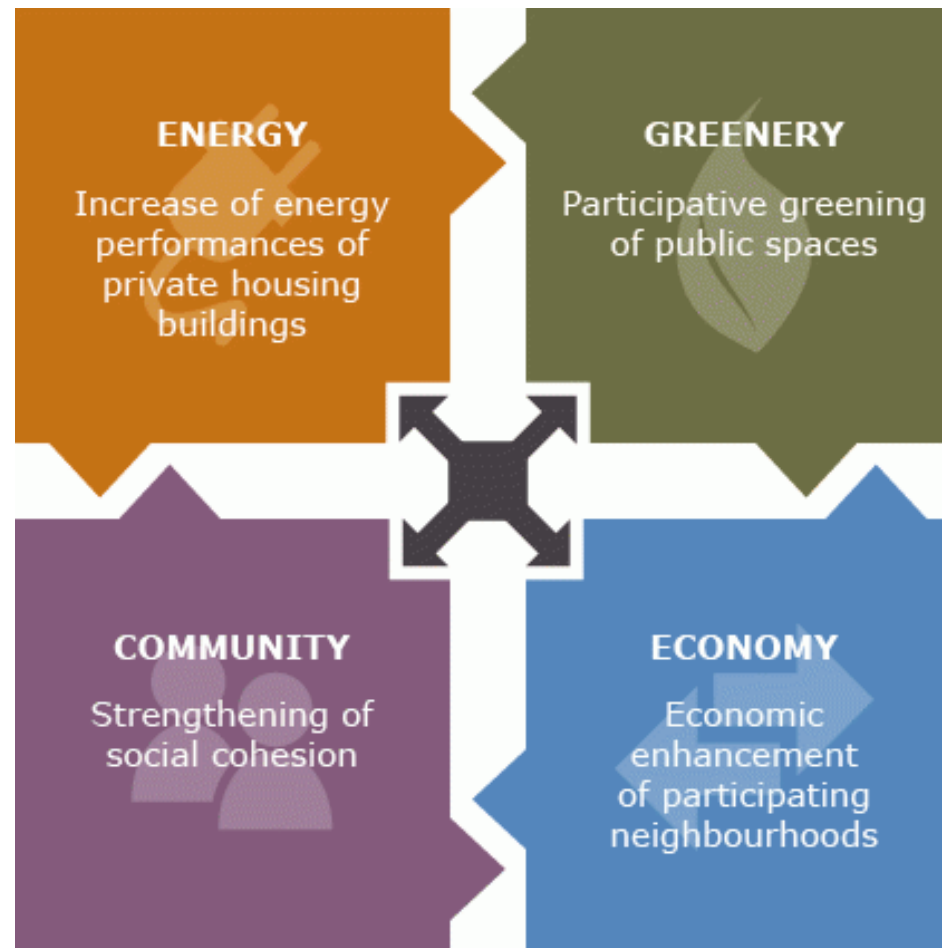 ENERGY
Increase of energy
performances of
private housing
buildings
GREENERY
Participative greening
of public spaces
COMMUNITY
Strengthening of
social cohesion
ECONOMY
Economic
enhancement
of participating
neighbourhoods